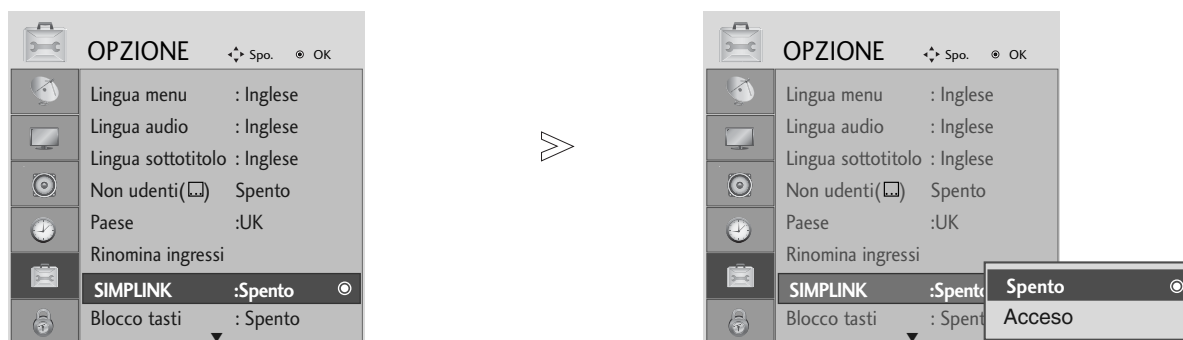 OPZIONE Spo. OK
Lingua menu : Inglese
Lingua audio : Inglese
Lingua sottotitolo : Inglese
Non udenti( ) Spento
Paese :UK
Rinomina ingressi
SIMPLINK :Spento
Blocco tasti : Spento
OPZIONE Spo. OK
Lingua menu : Inglese
Lingua audio : Inglese
Lingua sottotitolo : Inglese
Non udenti( ) Spento
Paese :UK
Rinomina ingressi
SIMPLINK :Spento
Blocco tasti : Spent
Spento
Acceso